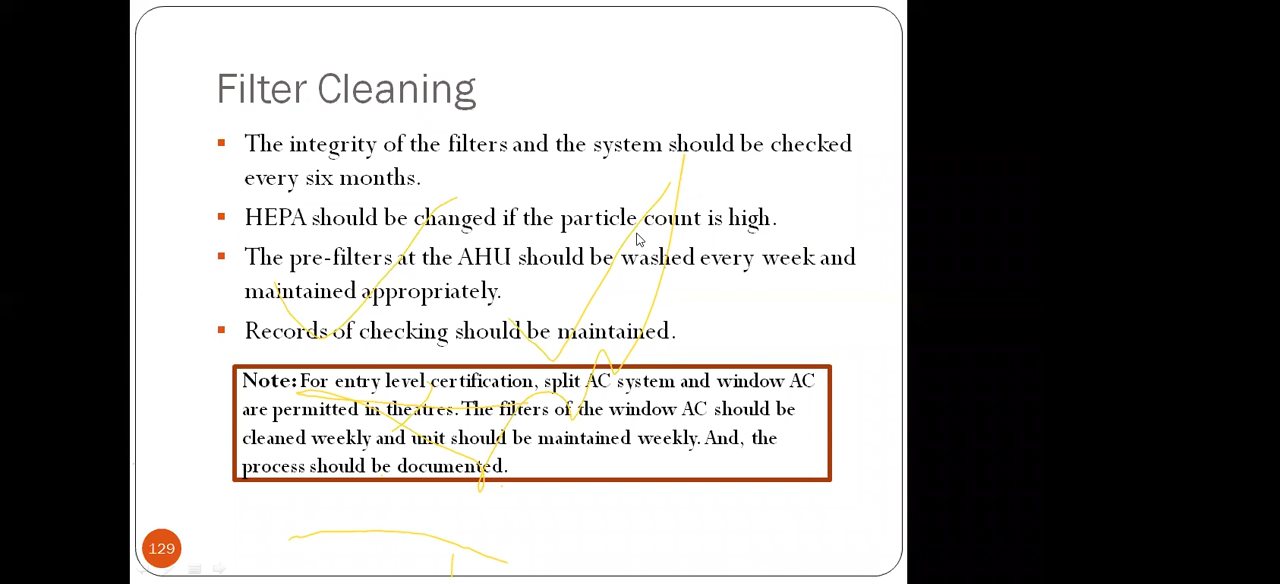 Filter Cleaning
The integrity of the filters and the system should be checked
every six months.
HEPA should be changed if the particle count is high.
The pre-filters at the AHU should be washed every week and
maintained appropriately.
Records of checking should be maintained.
Note: For entry level certification, split AC system and window AC
are permitted in theatres. The filters of the window AC should be
cleaned weekly and unit should be maintained weekly. And, the
process should be documented.
129